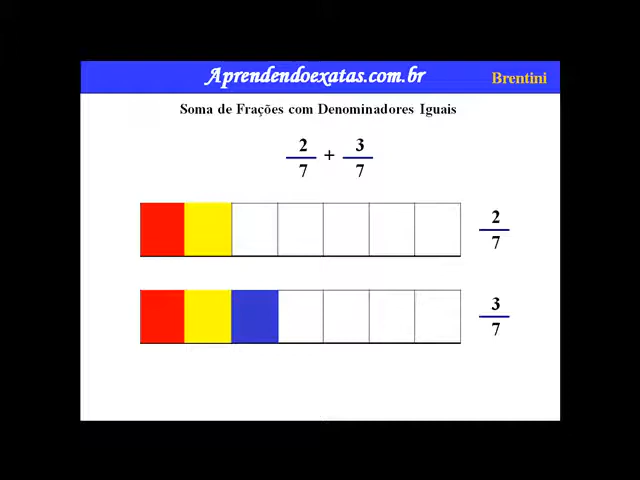 Aprendendoexatas.com.br
Brentini
Soma de Frações com Denominadores Iguais
2/7 + 3/7
2/7
3/7